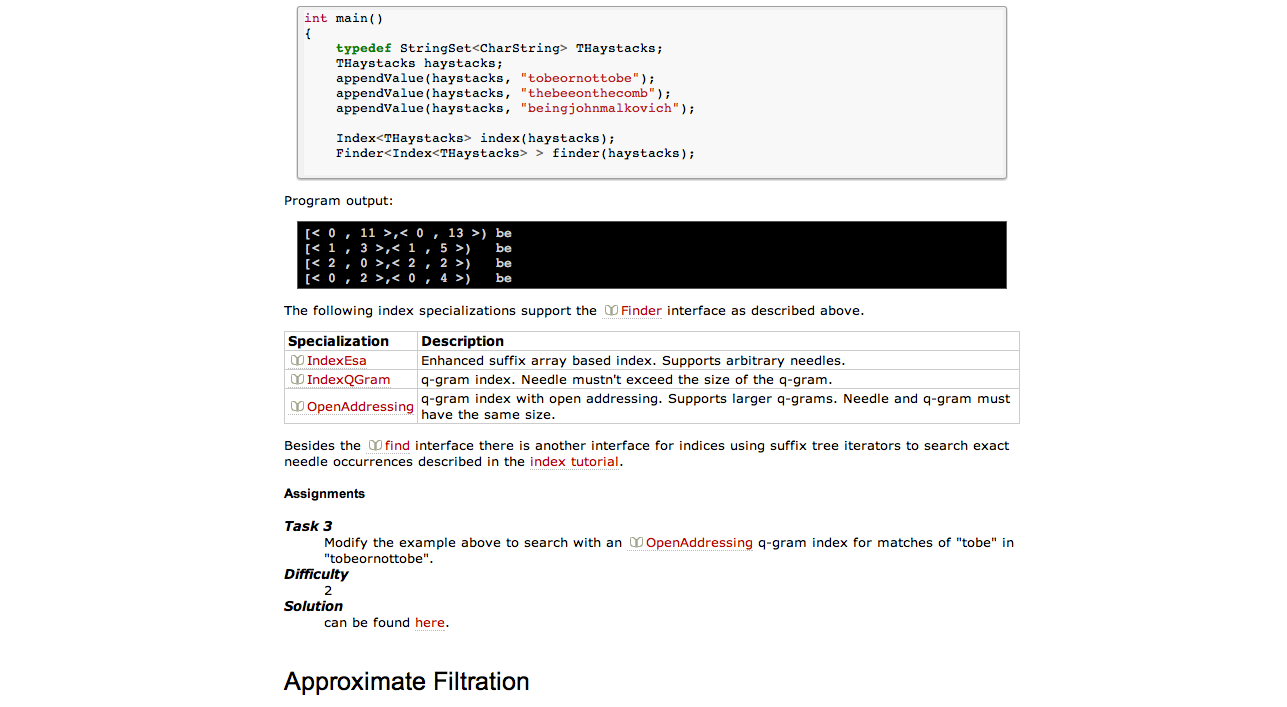 int main()
{
    typedef StringSet<CharString> THaystacks;
    THaystacks haystacks;
    appendValue(haystacks, "tobeornottobe");
    appendValue(haystacks, "thebeeonthecomb");
    appendValue(haystacks, "beingjohnmalkovich");
    Index<THaystacks> index(haystacks);
    Finder<Index<THaystacks> > finder(haystacks);
Program output:
[< 0 , 11 >,< 0 , 13 >) be
[< 1 , 3 >,< 1 , 5 >)   be
[< 2 , 0 >,< 2 , 2 >)   be
[< 0 , 2 >,< 0 , 4 >)   be
The following index specializations support the Finder interface as described above.
Specialization Description
IndexEsa Enhanced suffix array based index. Supports arbitrary needles.
IndexQGram q-gram index. Needle mustn't exceed the size of the q-gram.
OpenAddressing q-gram index with open addressing. Supports larger q-grams. Needle and q-gram must
have the same size.
Besides the find interface there is another interface for indices using suffix tree iterators to search exact
needle occurrences described in the index tutorial.
Assignments
Task 3
Modify the example above to search with an OpenAddressing q-gram index for matches of "tobe" in
"tobeornottobe".
Difficulty
2
Solution
can be found here.
Approximate Filtration